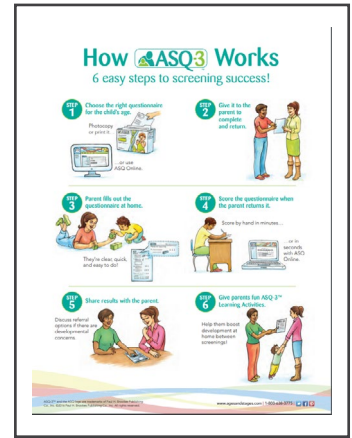 How ASQ3 Works
6 easy steps to screening success!
STEP 1
Choose the right questionnaire
for the child's age.
Photocopy
or print it...
...or use
ASQ Online.
STEP 2
Give it to the
parent to
complete
and return.
STEP 3
Parent fills out the
questionnaire at home.
They're clear, quick,
and easy to do!
STEP 4
Score the questionnaire when
the parent returns it.
Score by hand in minutes...
...or in
seconds
with ASQ
Online.
STEP 5
Share results with the parent.
Discuss referral
options if there are
developmental
concerns.
STEP 6
Give parents fun ASQ-3™
Learning Activities.
Help them boost
development at
home between
screenings!
www.agesandstages.com | 1-800-638-3775